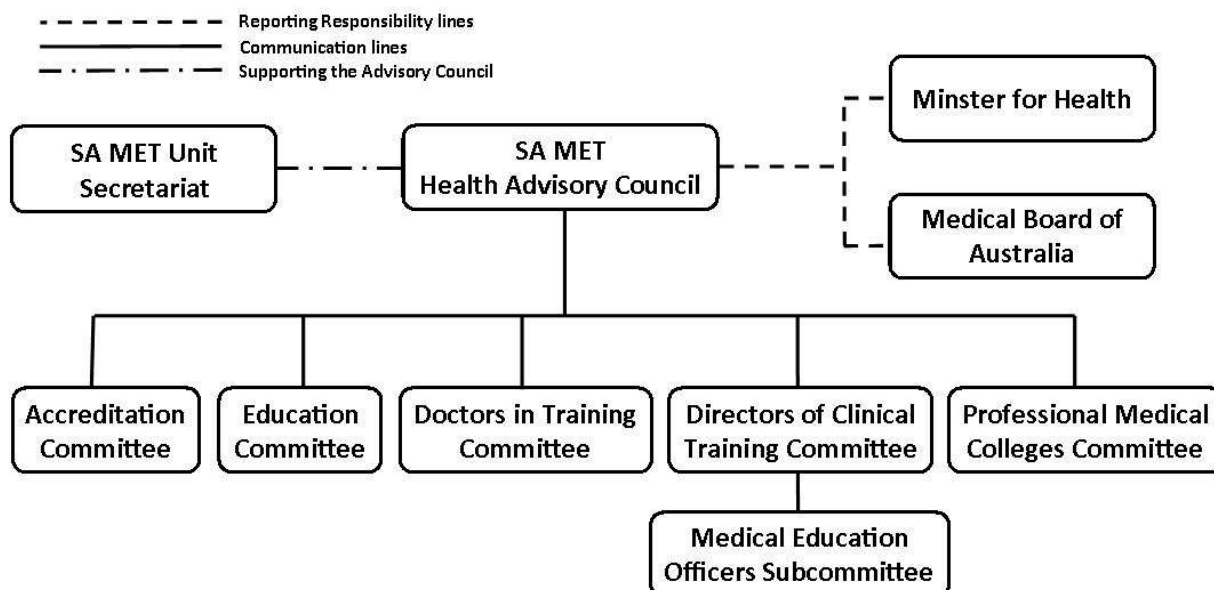 Reporting Responsibility lines
Communication lines
Supporting the Advisory Council
Minster for Health
SA MET Unit
Secretariat
SA MET
Health Advisory Council
Medical Board of
Australia
Accreditation
Committee
Education
Committee
Doctors in Training
Committee
Directors of Clinical
Training Committee
Professional Medical
Colleges Committee
Medical Education
Officers Subcommittee